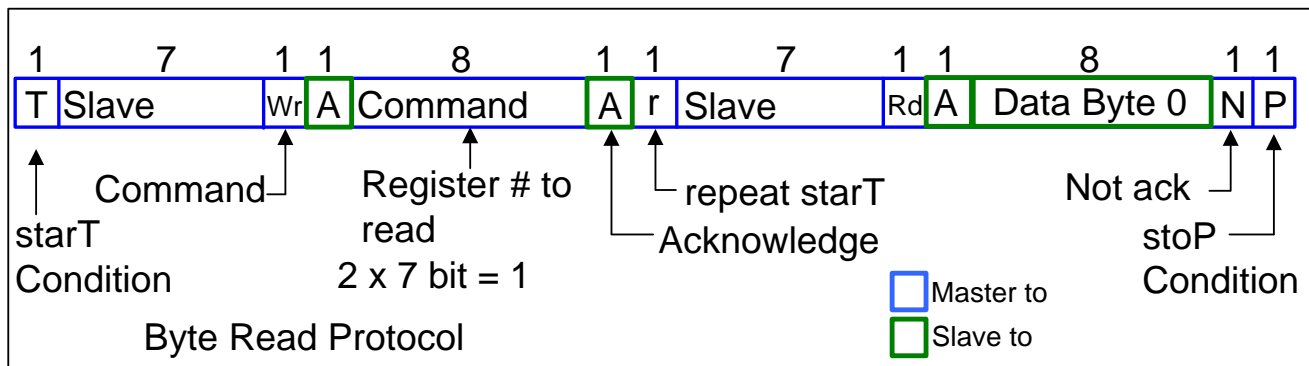 1 7 1 1 8 1 1 7 1 1 8 1 1
T Slave Wr A Command A r Slave Rd A Data Byte 0 N P
Command
Register # to
read
2 x 7 bit = 1
repeat starT
Acknowledge
Not ack
starT
Condition
stoP
Condition
Master to
Slave to
Byte Read Protocol